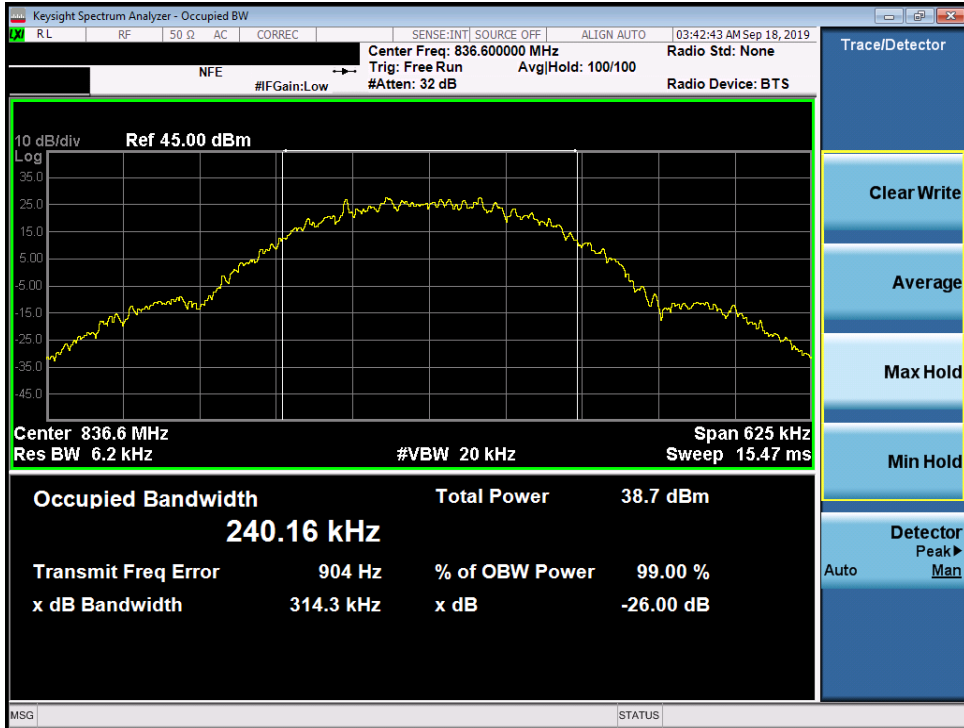 Keysight Spectrum Analyzer - Occupied BW
LXI RL RF 50 Ω AC CORREC SENSE:INT SOURCE OFF ALIGN AUTO 03:42:43 AM Sep 18, 2019
Center Freq: 836.600000 MHz Radio Std: None
NFE Trig: Free Run Avg|Hold: 100/100
#IFGain:Low #Atten: 32 dB Radio Device: BTS
10 dB/div Ref 45.00 dBm
Log
35.0
25.0
15.0
5.00
-5.00
-15.0
-25.0
-35.0
-45.0
Center 836.6 MHz Span 625 kHz
Res BW 6.2 kHz #VBW 20 kHz Sweep 15.47 ms
Occupied Bandwidth Total Power 38.7 dBm
240.16 kHz
Transmit Freq Error 904 Hz % of OBW Power 99.00 %
x dB Bandwidth 314.3 kHz x dB -26.00 dB
MSG STATUS
Trace/Detector
Clear Write
Average
Max Hold
Min Hold
Detector
Peak▶
Auto Man